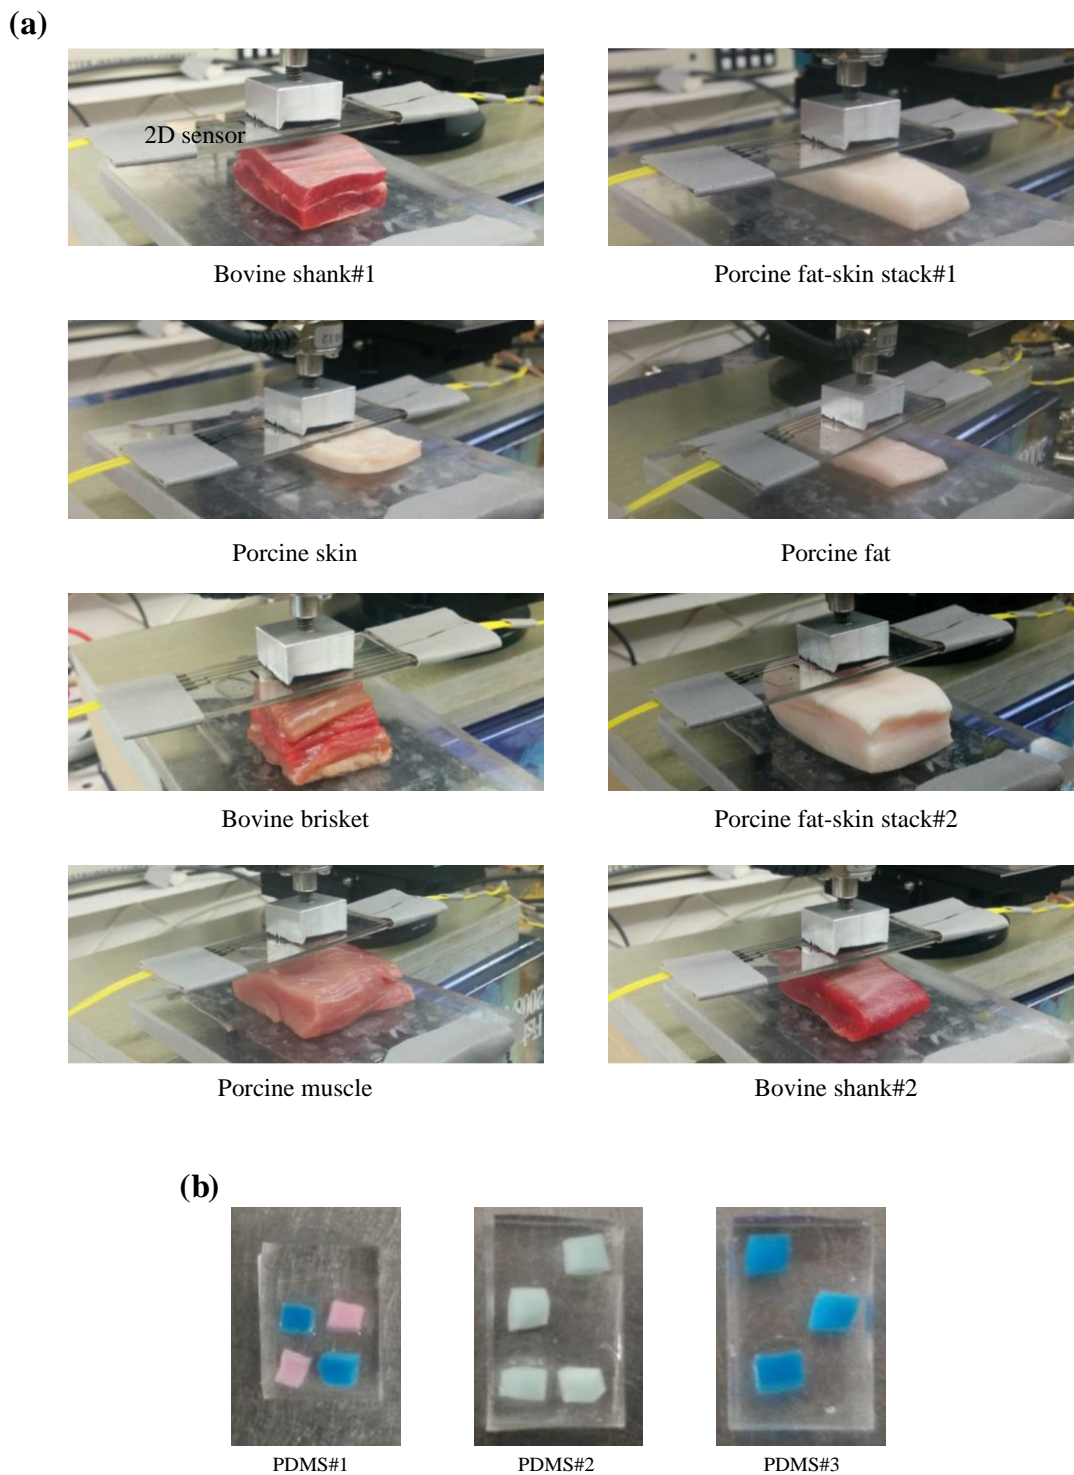 (a)
2D sensor
Bovine shank#1
Porcine fat-skin stack#1
Porcine skin
Porcine fat
Bovine brisket
Porcine fat-skin stack#2
Porcine muscle
Bovine shank#2
(b)
PDMS#1
PDMS#2
PDMS#3